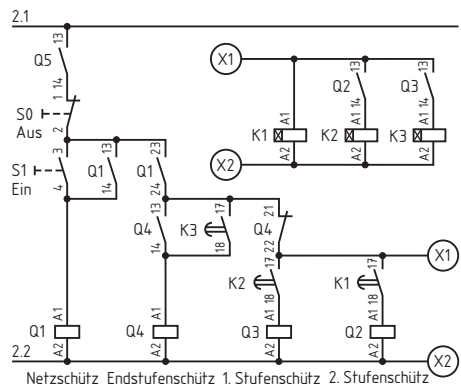 2.1
13
Q5
14
X1
13
Q2
14
13
Q3
14
1
S0
Aus
2
A1
K1
A2
A1
K2
A2
A1
K3
A2
X2
3
S1
Ein
4
13
Q1
14
23
Q1
24
13
Q4
14
17
K3
18
21
Q4
22
X1
17
K2
18
17
K1
18
A1
Q1
A2
A1
Q4
A2
A1
Q3
A2
A1
Q2
A2
2.2
X2
Netzschütz Endstufenschütz 1. Stufenschütz 2. Stufenschütz